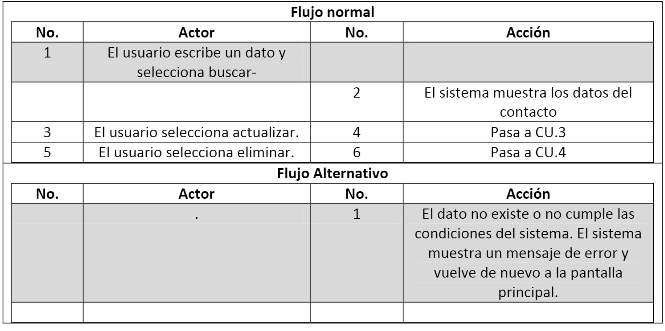 Flujo normal
No. Actor No. Acción
1 El usuario escribe un dato y
selecciona buscar-
2 El sistema muestra los datos del
contacto
3 El usuario selecciona actualizar. 4 Pasa a CU.3
5 El usuario selecciona eliminar. 6 Pasa a CU.4
Flujo Alternativo
No. Actor No. Acción
. 1 El dato no existe o no cumple las
condiciones del sistema. El sistema
muestra un mensaje de error y
vuelve de nuevo a la pantalla
principal.